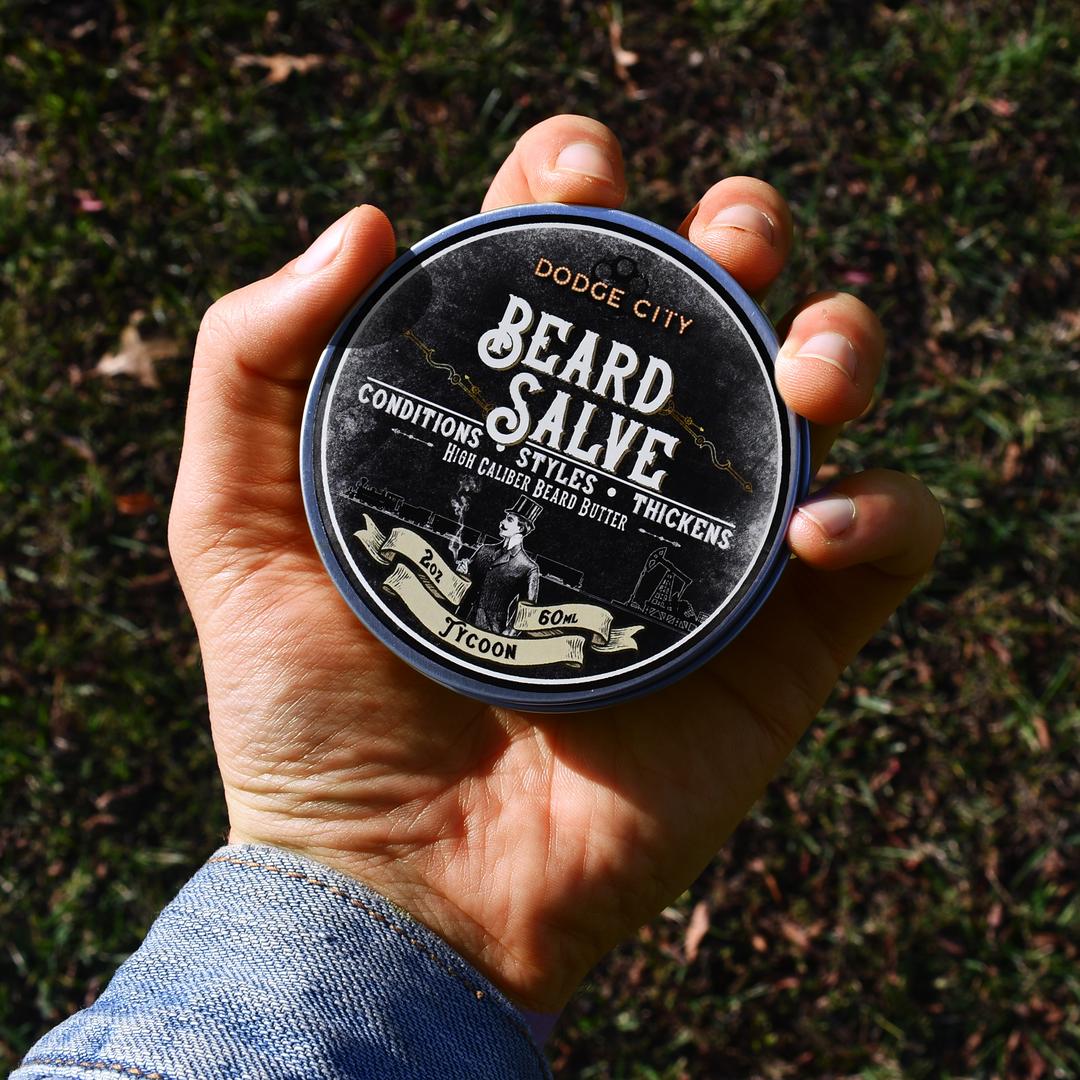 DODGE CITY
BEARD
SALVE
CONDITIONS • STYLES • THICKENS
HIGH CALIBER BEARD BUTTER
2OZ
60ML
TYCOON